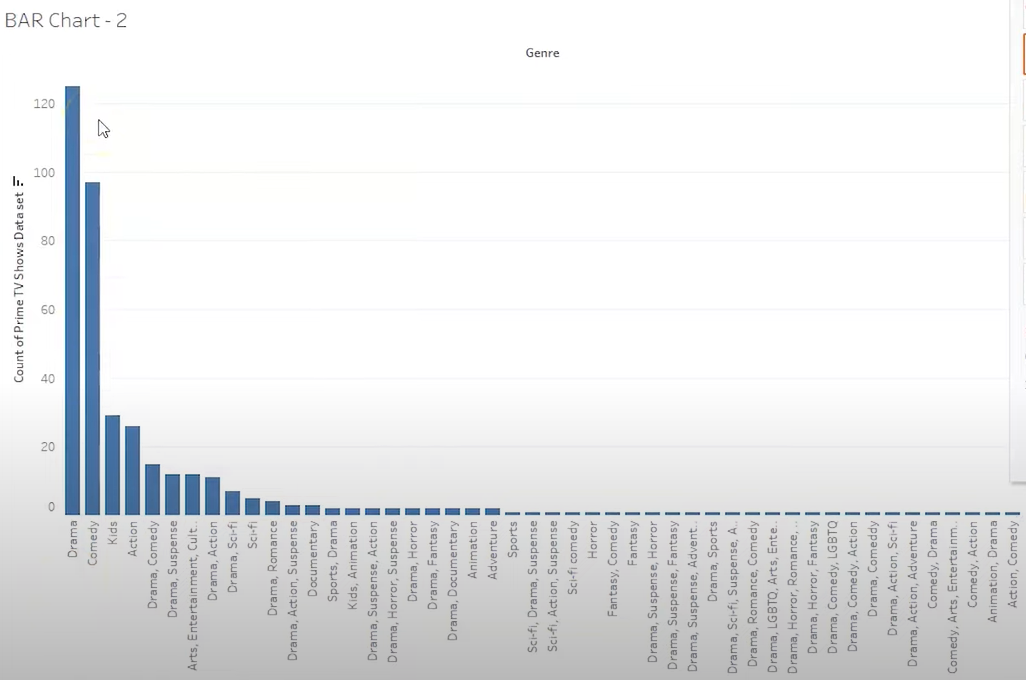 BAR Chart - 2
Genre
Count of Prime TV Shows Data set
120
100
80
60
40
20
0
Drama
Comedy
Kids
Action
Drama, Comedy
Drama, Suspense
Arts, Entertainment, Cult..
Drama, Action
Drama, Sci-fi
Sci-fi
Drama, Romance
Drama, Action, Suspense
Documentary
Sports, Drama
Kids, Animation
Drama, Suspense, Action
Drama, Horror, Suspense
Drama, Horror
Drama, Fantasy
Drama, Documentary
Animation
Adventure
Sports
Sci-fi, Drama, Suspense
Sci-fi, Action, Suspense
Sci-fi comedy
Horror
Fantasy, Comedy
Fantasy
Drama, Suspense, Horror
Drama, Suspense, Fantasy
Drama, Suspense, Advent..
Drama, Sports
Drama, Sci-fi, Suspense, A..
Drama, Romance, Comedy
Drama, LGBTQ, Arts, Ente..
Drama, Horror, Romance, ..
Drama, Horror, Fantasy
Drama, Comedy, LGBTQ
Drama, Comedy, Action
Drama, Comeddy
Drama, Action, Sci-fi
Drama, Action, Adventure
Comedy, Drama
Comedy, Arts, Entertainm..
Comedy, Action
Animation, Drama
Action, Comedy